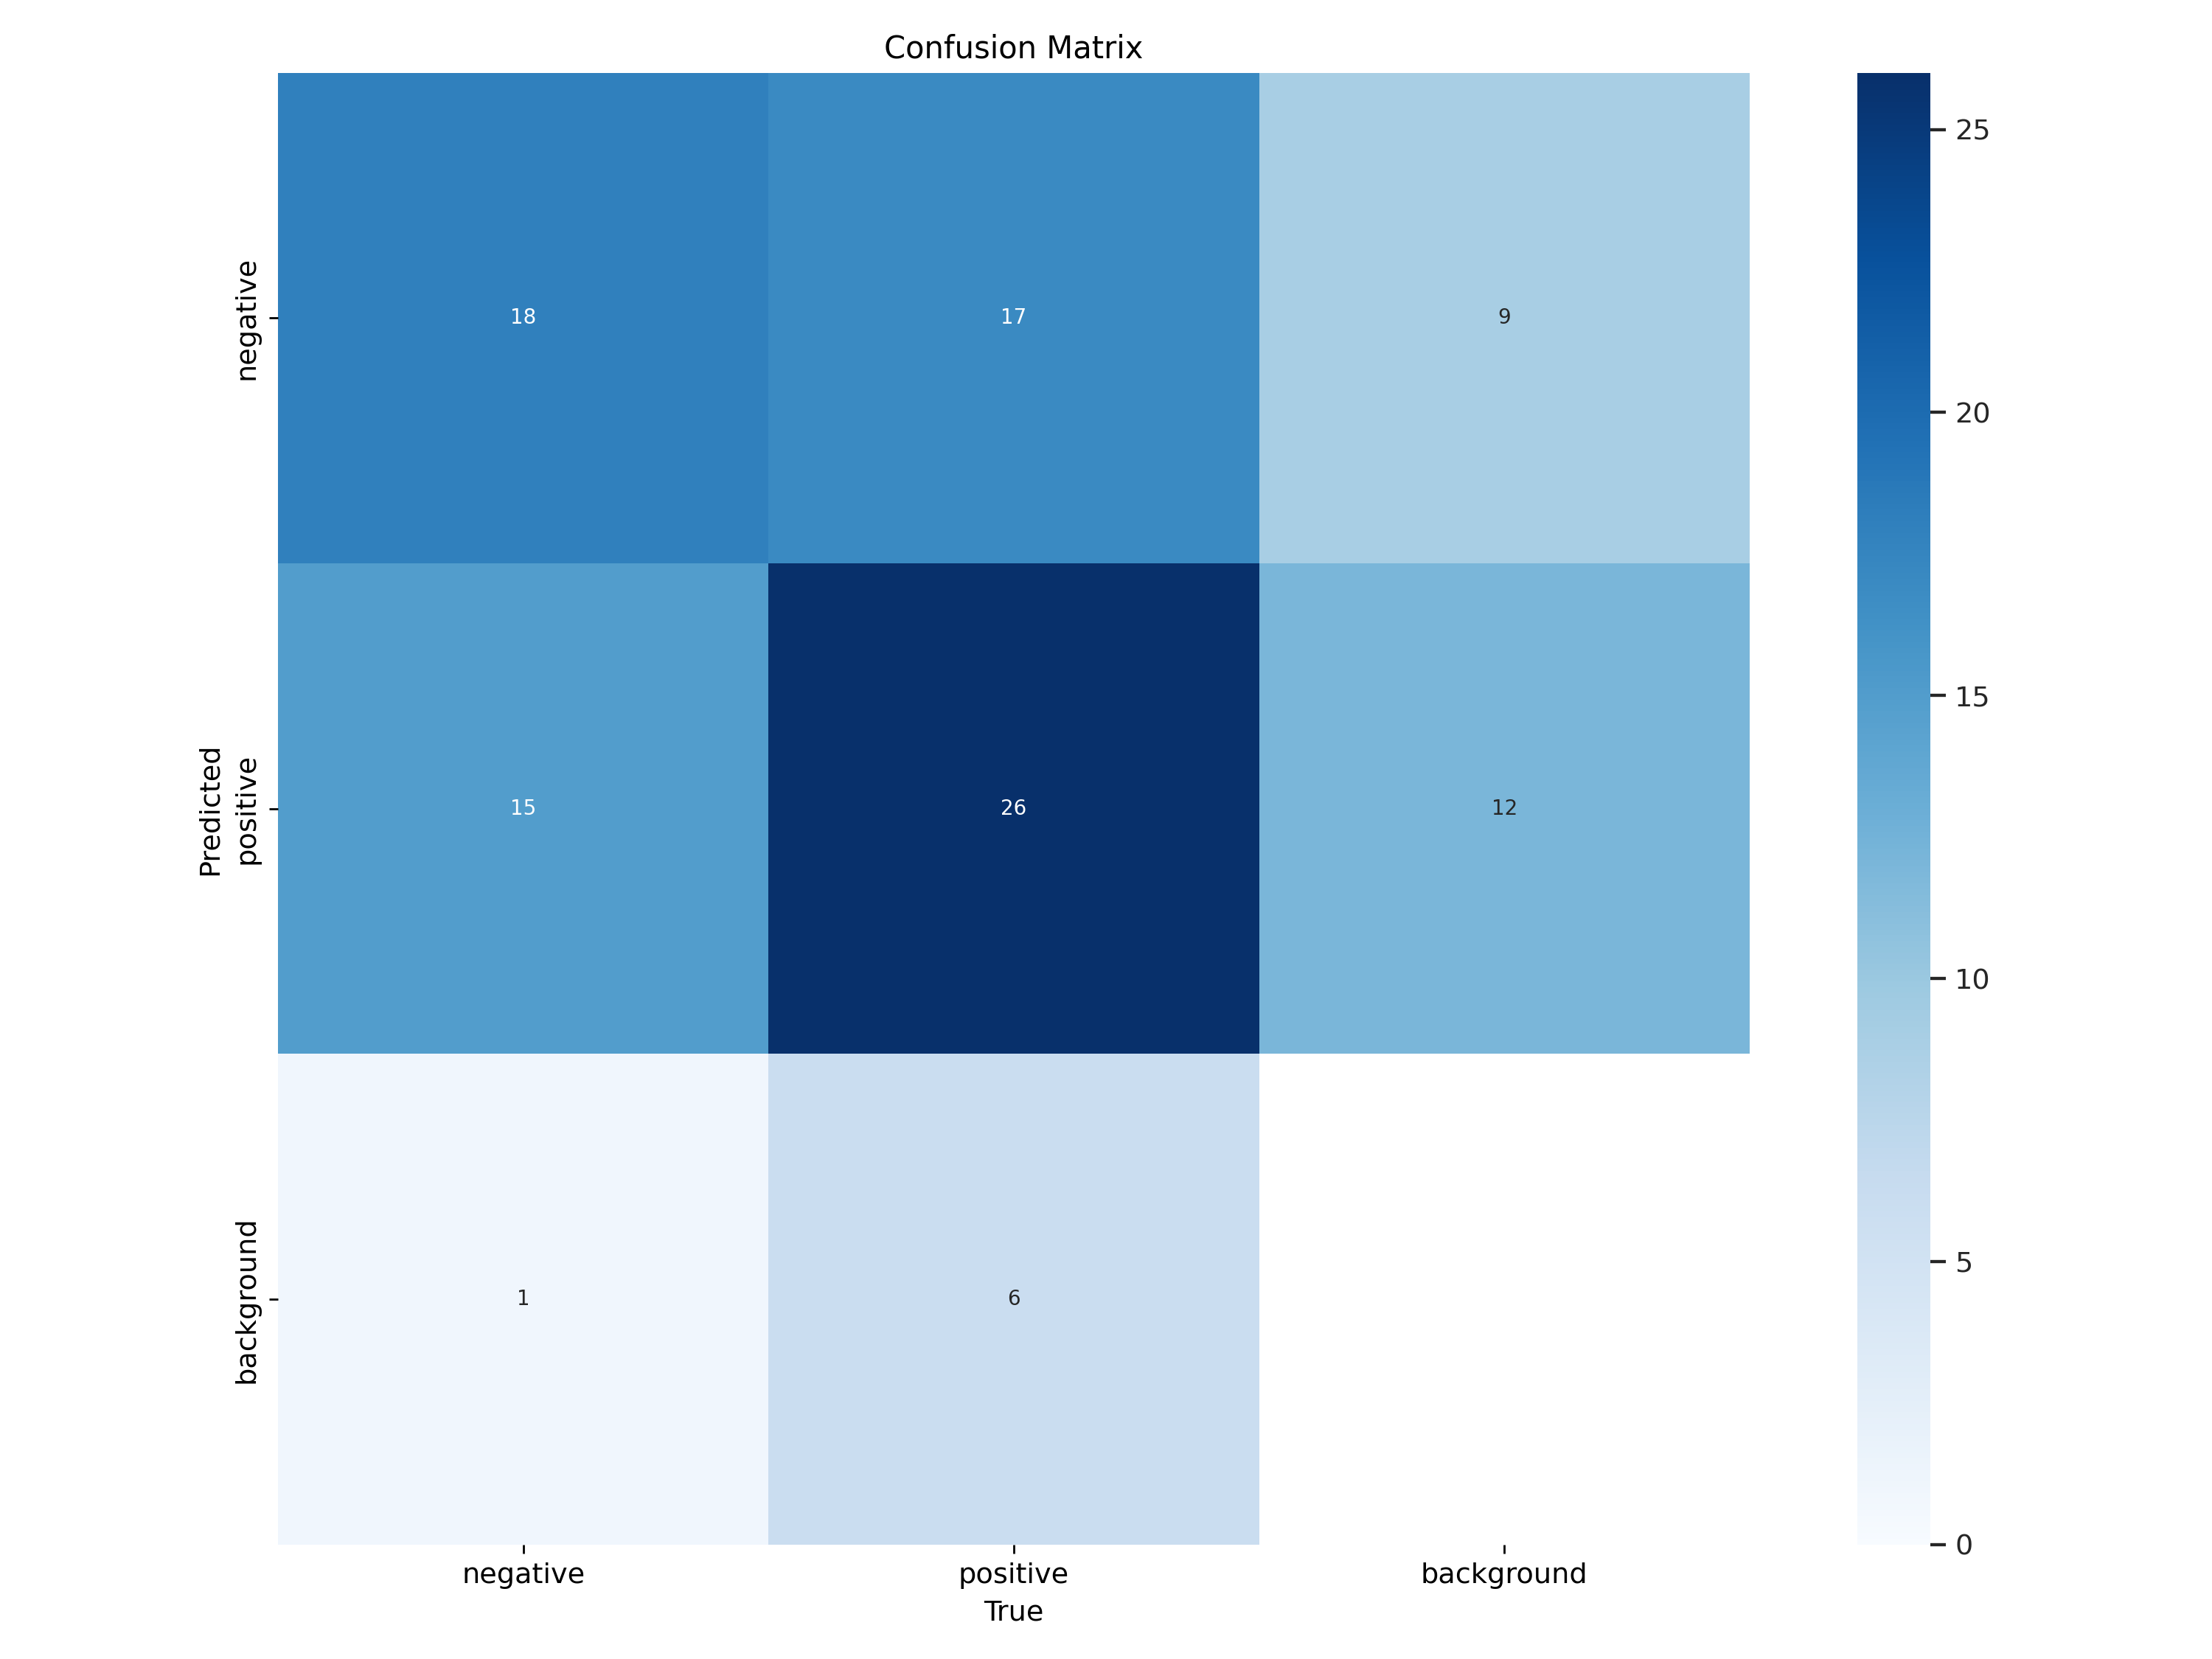 Confusion Matrix
negative
18 17 9
25
20
Predicted
positive
15 26 12
15
10
background
1 6
5
0
negative positive background
True